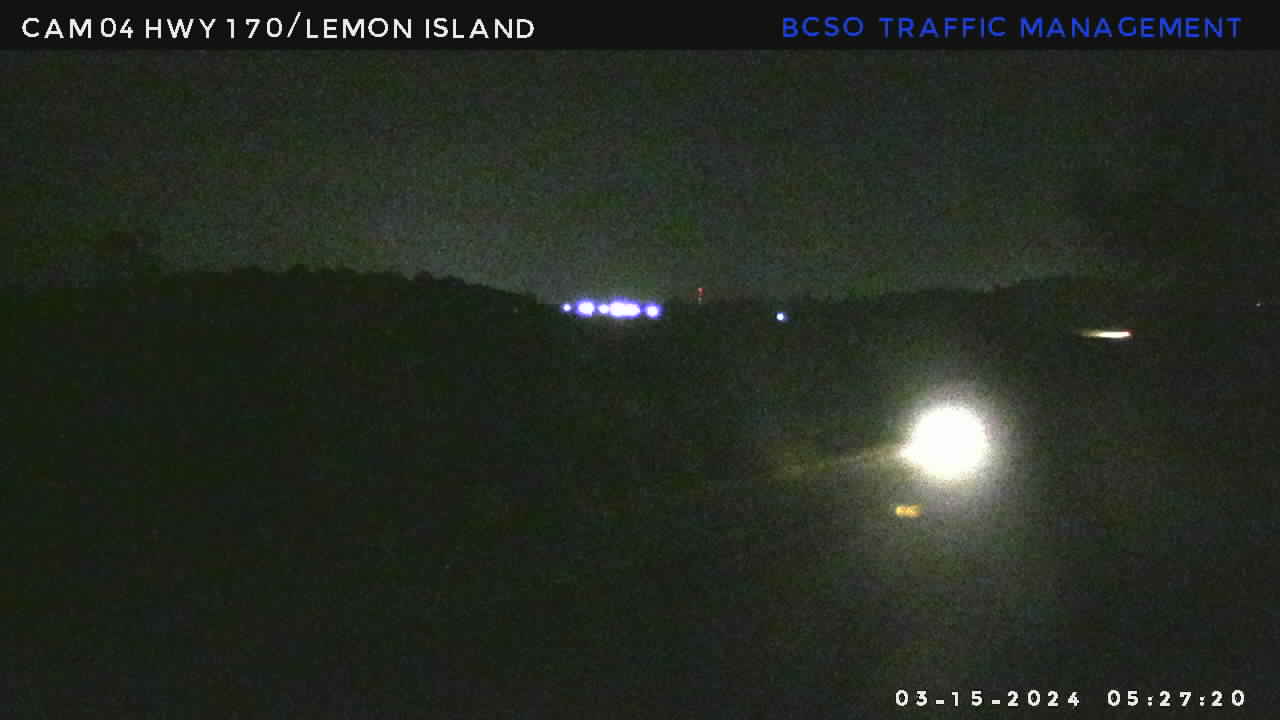 CAM 04 HWY 170/LEMON ISLAND
BCSO TRAFFIC MANAGEMENT
03-15-2024 05:27:20